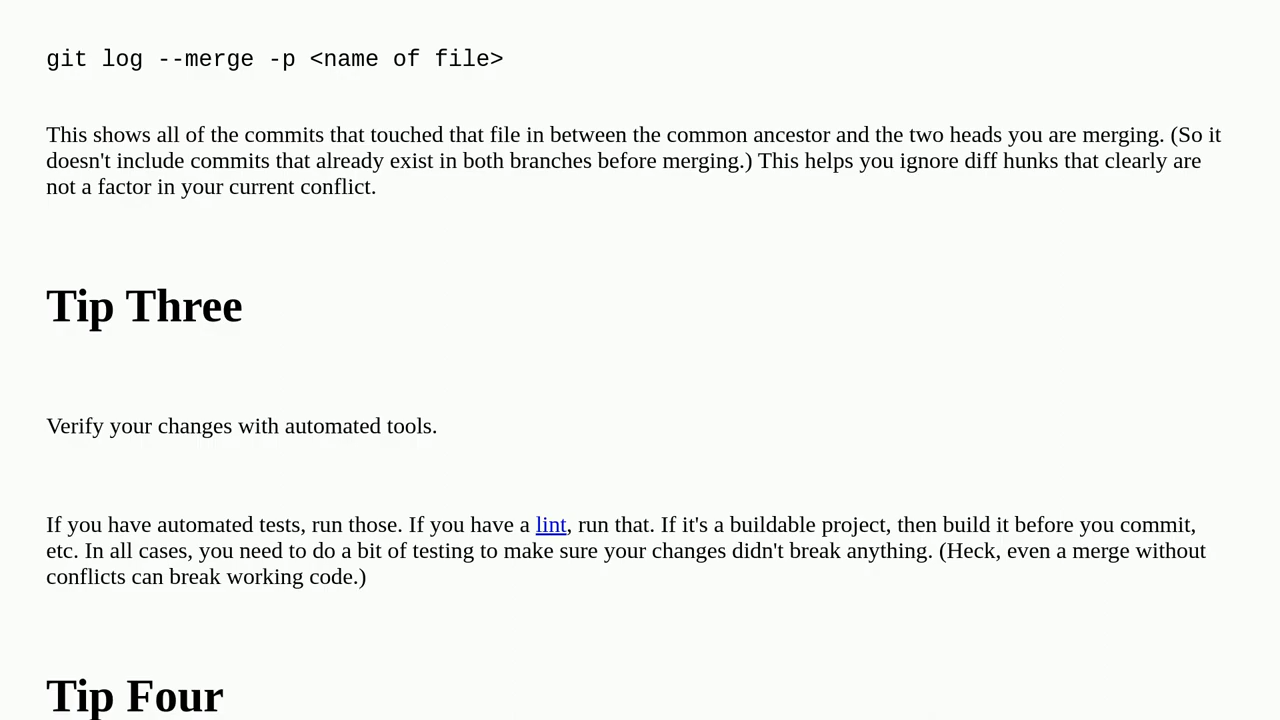 git log --merge -p <name of file>
This shows all of the commits that touched that file in between the common ancestor and the two heads you are merging. (So it
doesn't include commits that already exist in both branches before merging.) This helps you ignore diff hunks that clearly are
not a factor in your current conflict.
Tip Three
Verify your changes with automated tools.
If you have automated tests, run those. If you have a lint, run that. If it's a buildable project, then build it before you commit,
etc. In all cases, you need to do a bit of testing to make sure your changes didn't break anything. (Heck, even a merge without
conflicts can break working code.)
Tip Four